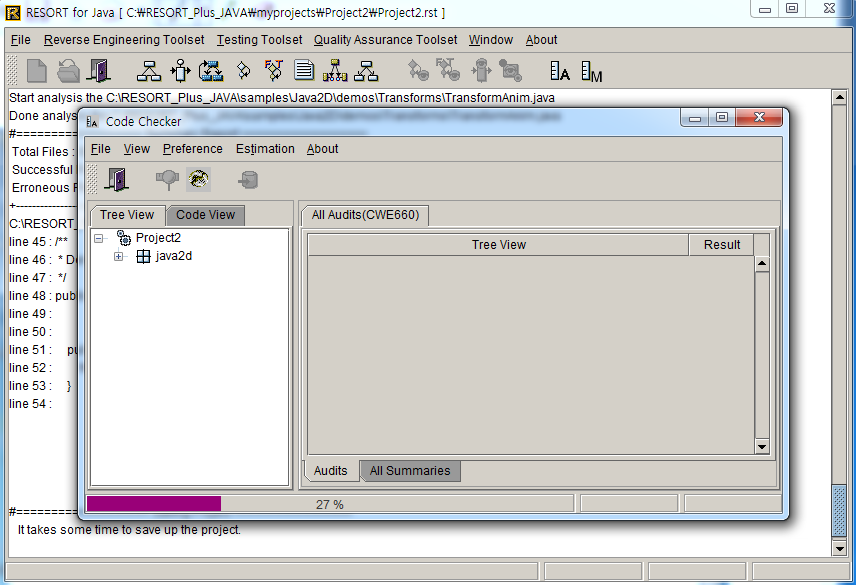 RESORT for Java [ C:₩RESORT_Plus_JAVA₩myprojects₩Project2₩Project2.rst ]
File Reverse Engineering Toolset Testing Toolset Quality Assurance Toolset Window About
A M
Start analysis the C:\RESORT_Plus_JAVA\samples\Java2D\demos\Transforms\TransformAnim.java
Done analys
Code Checker
#==========
Total Files :
File View Preference Estimation About
Successful
Erroneous F
+---------------
C:\RESORT_
Tree View Code View All Audits(CWE660)
line 45 : /**
line 46 : * De
line 47 : */
line 48 : publ
line 49 :
line 50 :
line 51 : pu
line 52 :
line 53 : }
line 54 :
Project2
java2d
Tree View Result
Audits All Summaries
27 %
#==========
It takes some time to save up the project.